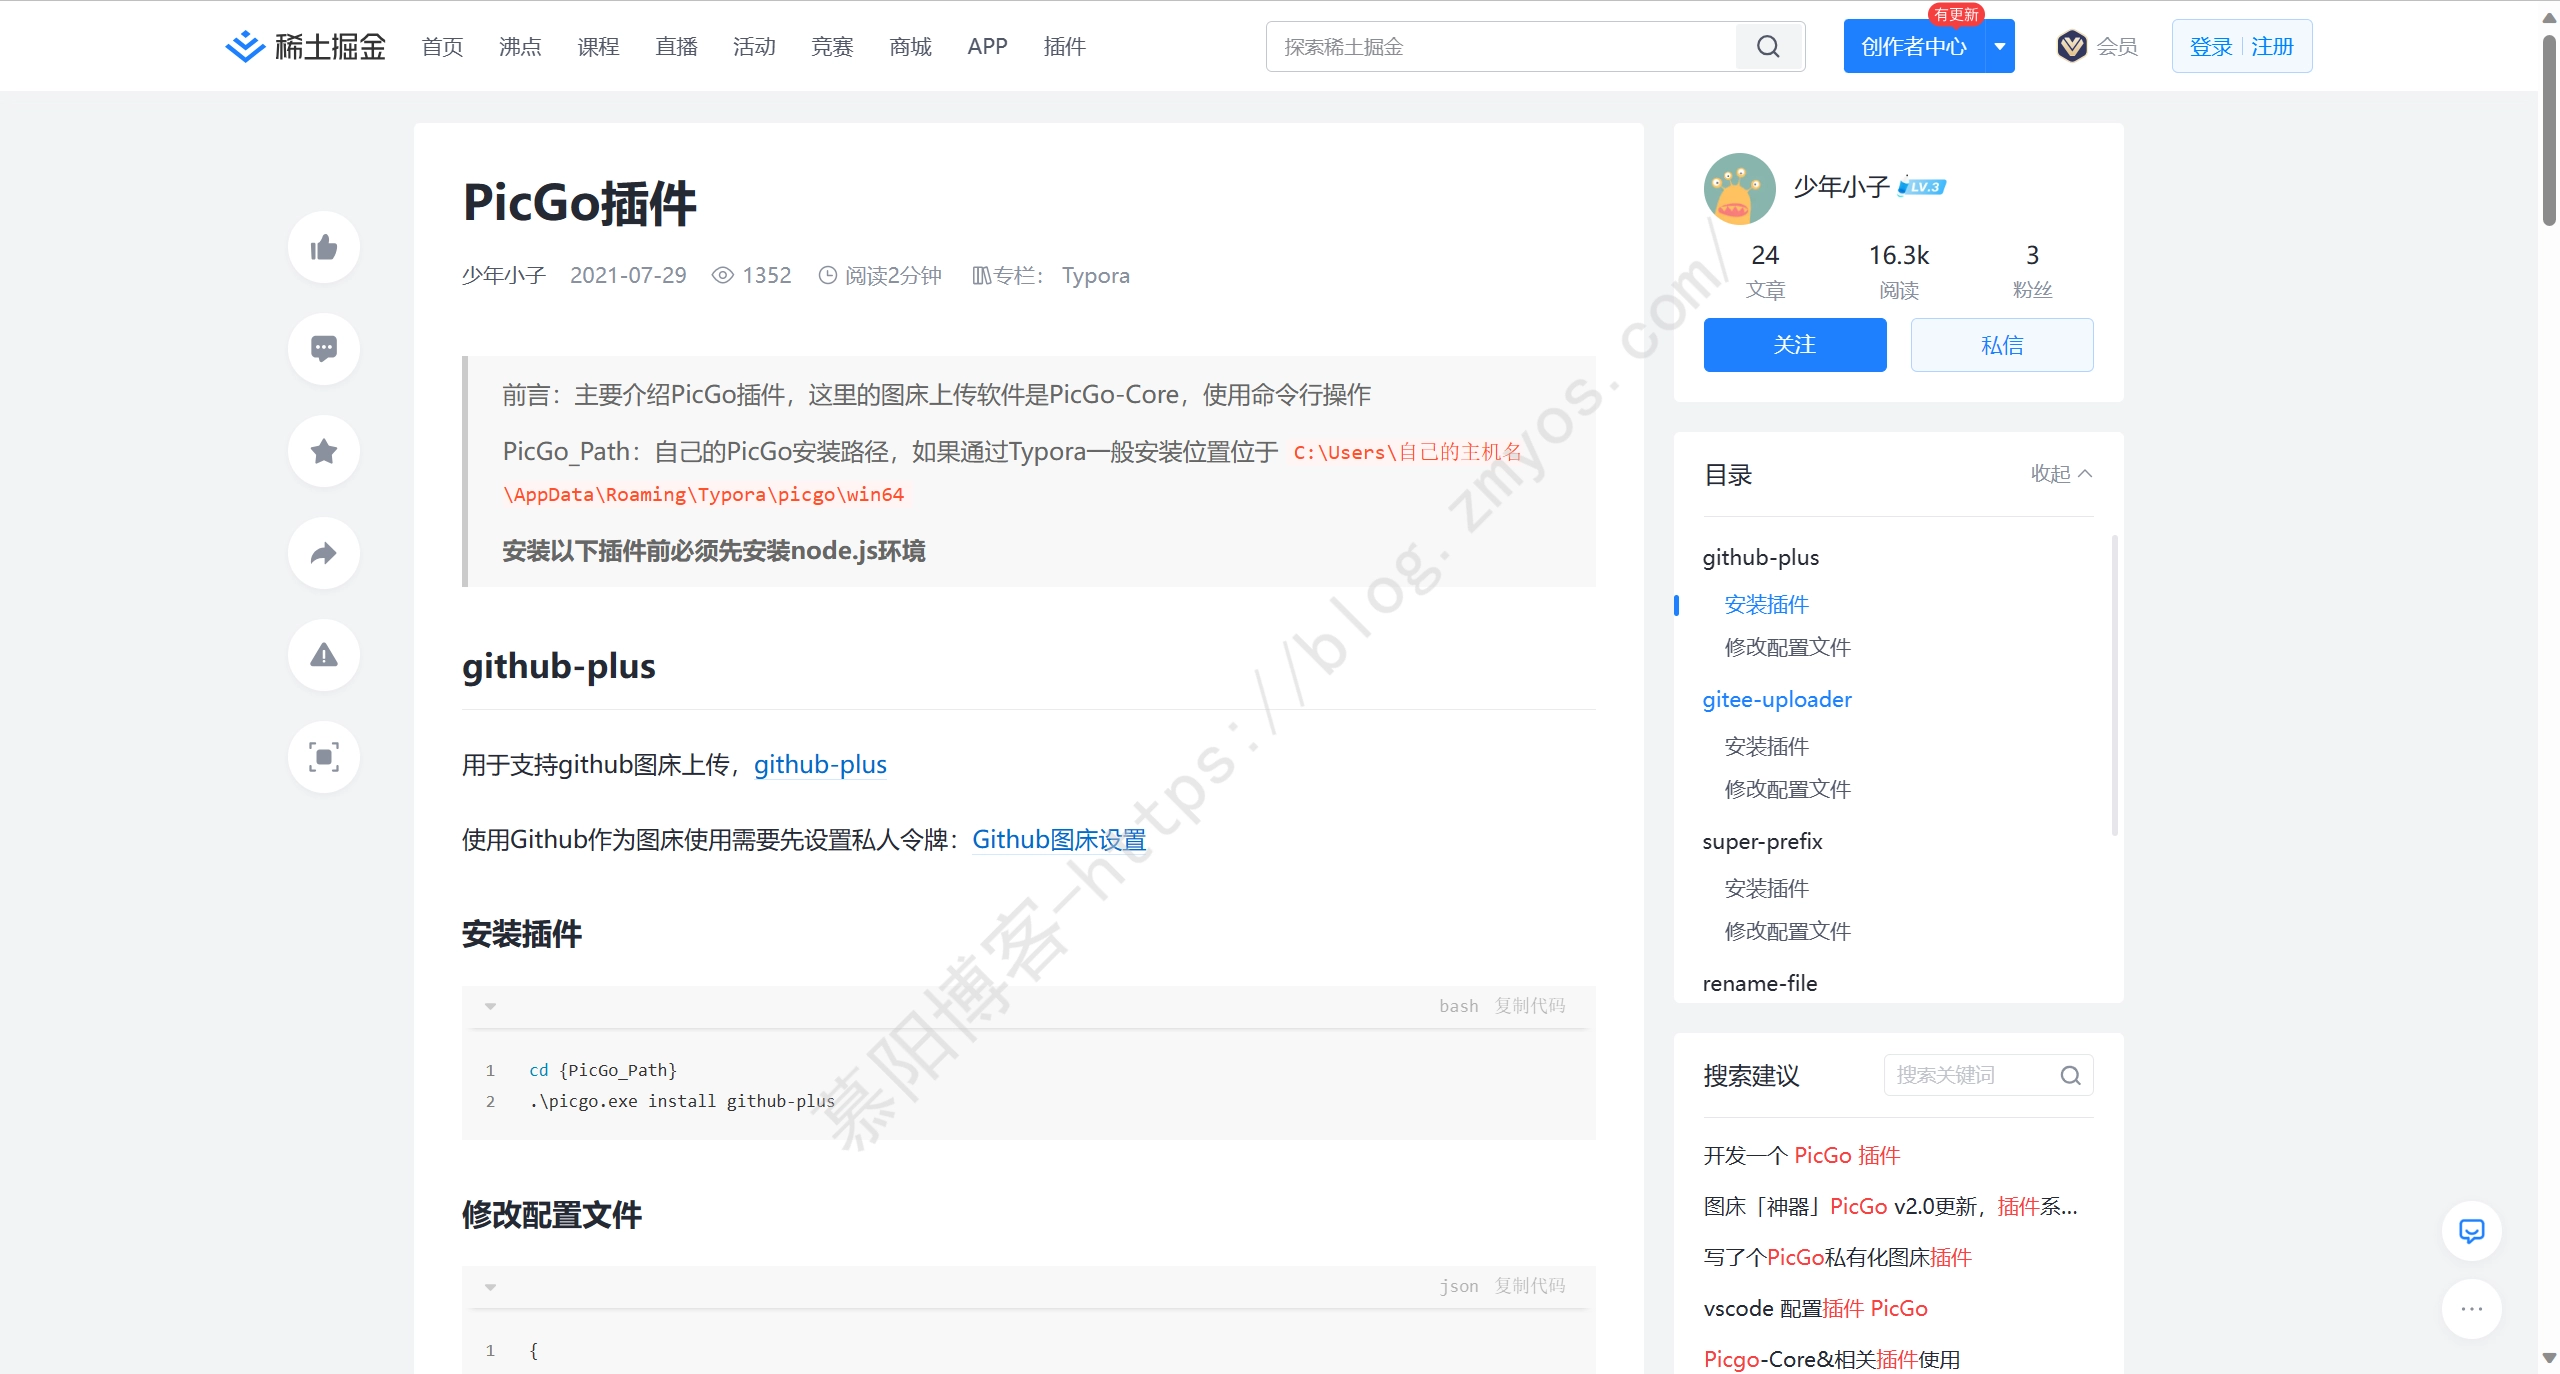 稀土掘金 首页 沸点 课程 直播 活动 竞赛 商城 APP 插件 探索稀土掘金 创作者中心 有更新 会员 登录 注册
PicGo插件
少年小子 2021-07-29 1352 阅读2分钟 专栏： Typora
前言：主要介绍PicGo插件，这里的图床上传软件是PicGo-Core，使用命令行操作
PicGo_Path：自己的PicGo安装路径，如果通过Typora一般安装位置位于 C:\Users\自己的主机名
\AppData\Roaming\Typora\picgo\win64
安装以下插件前必须先安装node.js环境
github-plus
用于支持github图床上传，github-plus
使用Github作为图床使用需要先设置私人令牌：Github图床设置
安装插件
bash 复制代码
1 cd {PicGo_Path}
2 .\picgo.exe install github-plus
修改配置文件
json 复制代码
1 {
少年小子 LV.3
24 16.3k 3
文章 阅读 粉丝
关注 私信
目录 收起
github-plus
安装插件
修改配置文件
gitee-uploader
安装插件
修改配置文件
super-prefix
安装插件
修改配置文件
rename-file
搜索建议 搜索关键词
开发一个 PicGo 插件
图床「神器」PicGo v2.0更新，插件系...
写了个PicGo私有化图床插件
vscode 配置插件 PicGo
Picgo-Core&相关插件使用
慕阳博客-https://blog.zmyos.com/